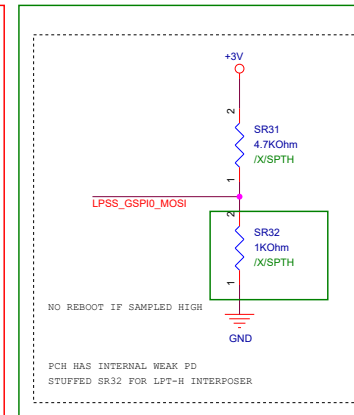 +3V
2
SR31
4.7KOhm
/X/SPTH
1
LPSS_GSPI0_MOSI
2
SR32
1KOhm
/X/SPTH
1
NO REBOOT IF SAMPLED HIGH
GND
PCH HAS INTERNAL WEAK PD
STUFFED SR32 FOR LPT-H INTERPOSER